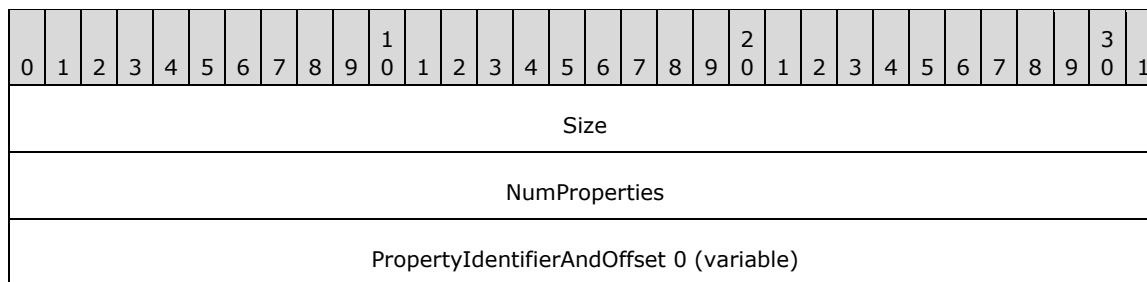 1 2 3
0 1 2 3 4 5 6 7 8 9 0 1 2 3 4 5 6 7 8 9 0 1 2 3 4 5 6 7 8 9 0 1
Size
NumProperties
PropertyIdentifierAndOffset 0 (variable)